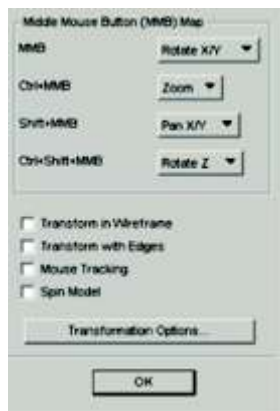 Middle Mouse Button (MMB) Map
MMB Rotate X/Y
Ctrl+MMB Zoom
Shift+MMB Pan X/Y
Ctrl+Shift+MMB Rotate Z
Transform in Wireframe
Transform with Edges
Mouse Tracking
Spin Model
Transformation Options...
OK